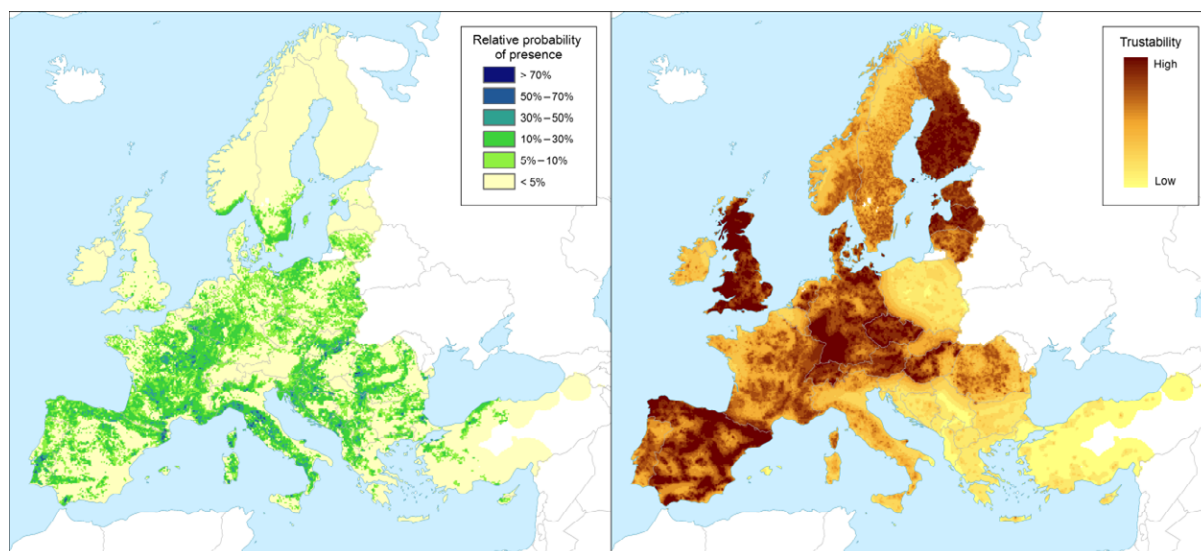 Relative probability
of presence
> 70%
50%–70%
30%–50%
10%–30%
5%–10%
< 5%
Trustability
High
Low